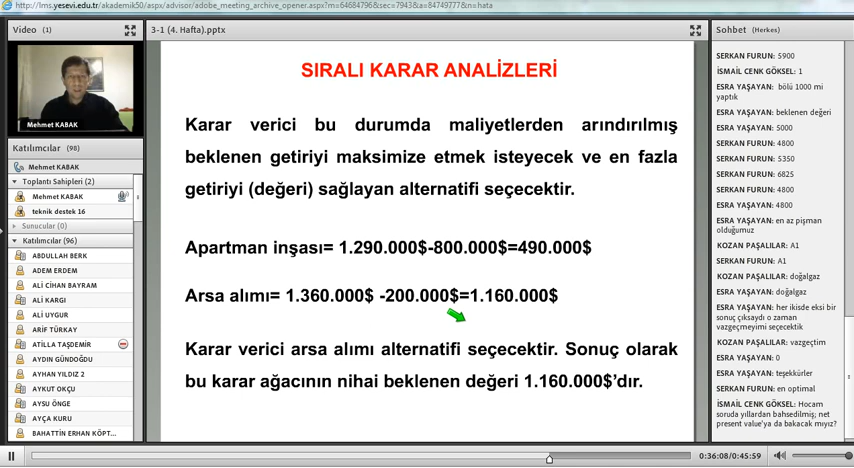 http://lms.yesevi.edu.tr/akademik50/aspx/advisor/adobe_meeting_archive_opener.aspx?m=64684796&sec=7943&a=84749777&n=hata
Video (1)
Mehmet KABAK
Katılımcılar (98)
Mehmet KABAK
Toplantı Sahipleri (2)
Mehmet KABAK
teknik destek 16
Sunucular (0)
Katılımcılar (96)
ABDULLAH BERK
ADEM ERDEM
ALİ CİHAN BAYRAM
ALİ KARGI
ALİ UYGUR
ARİF TÜRKAY
ATİLLA TAŞDEMİR
AYDIN GÜNDOĞDU
AYHAN YILDIZ 2
AYKUT OKÇU
AYSU ÖNGE
AYÇA KURU
BAHATTİN ERHAN KÖPT...
3-1 (4. Hafta).pptx
SIRALI KARAR ANALİZLERİ
Karar verici bu durumda maliyetlerden arındırılmış
beklenen getiriyi maksimize etmek isteyecek ve en fazla
getiriyi (değeri) sağlayan alternatifi seçecektir.
Apartman inşası= 1.290.000$-800.000$=490.000$
Arsa alımı= 1.360.000$ -200.000$=1.160.000$
Karar verici arsa alımı alternatifi seçecektir. Sonuç olarak
bu karar ağacının nihai beklenen değeri 1.160.000$'dır.
Sohbet (Herkes)
SERKAN FURUN: 5900
İSMAİL CENK GÖKSEL: 1
ESRA YAŞAYAN: bölü 1000 mi
yaptık
ESRA YAŞAYAN: beklenen değeri
ESRA YAŞAYAN: 5000
SERKAN FURUN: 4800
SERKAN FURUN: 5350
SERKAN FURUN: 6825
SERKAN FURUN: 4800
ESRA YAŞAYAN: 4800
ESRA YAŞAYAN: en az pişman
olduğumuz
KOZAN PAŞALILAR: A1
SERKAN FURUN: A1
KOZAN PAŞALILAR: doğalgaz
ESRA YAŞAYAN: doğalgaz
ESRA YAŞAYAN: her ikisde eksi bir
sonuç çıksaydı o zaman
vazgeçmeyimi seçecektik
KOZAN PAŞALILAR: vazgeçtim
ESRA YAŞAYAN: 0
ESRA YAŞAYAN: teşekkürler
SERKAN FURUN: en optimal
İSMAİL CENK GÖKSEL: Hocam
soruda yıllardan bahsedilmiş; net
present value'ya da bakacak mıyız?
0:36:08/0:45:59